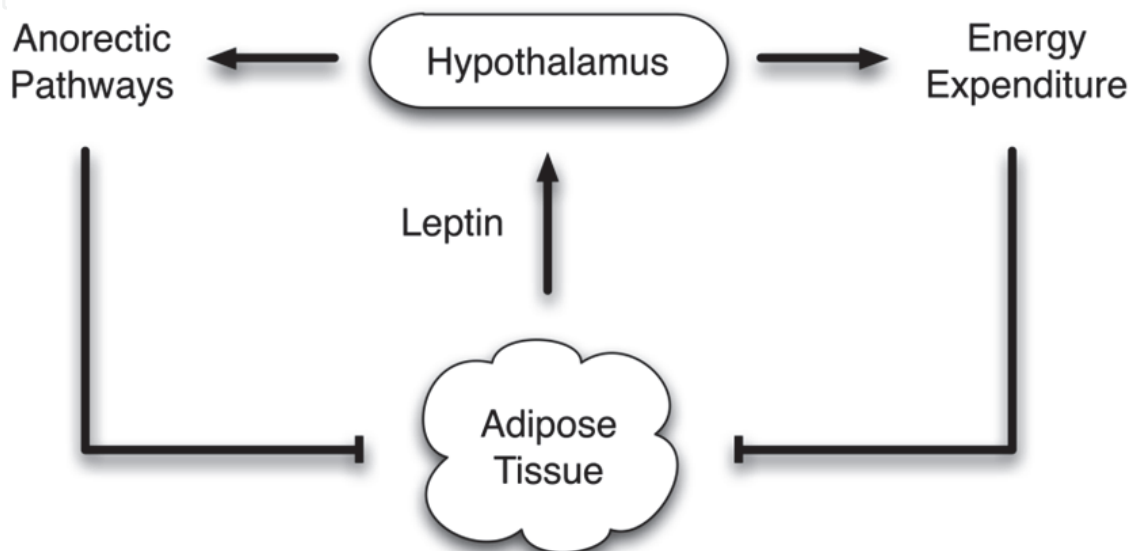 Anorectic
Pathways
Hypothalamus
Energy
Expenditure
Leptin
Adipose
Tissue